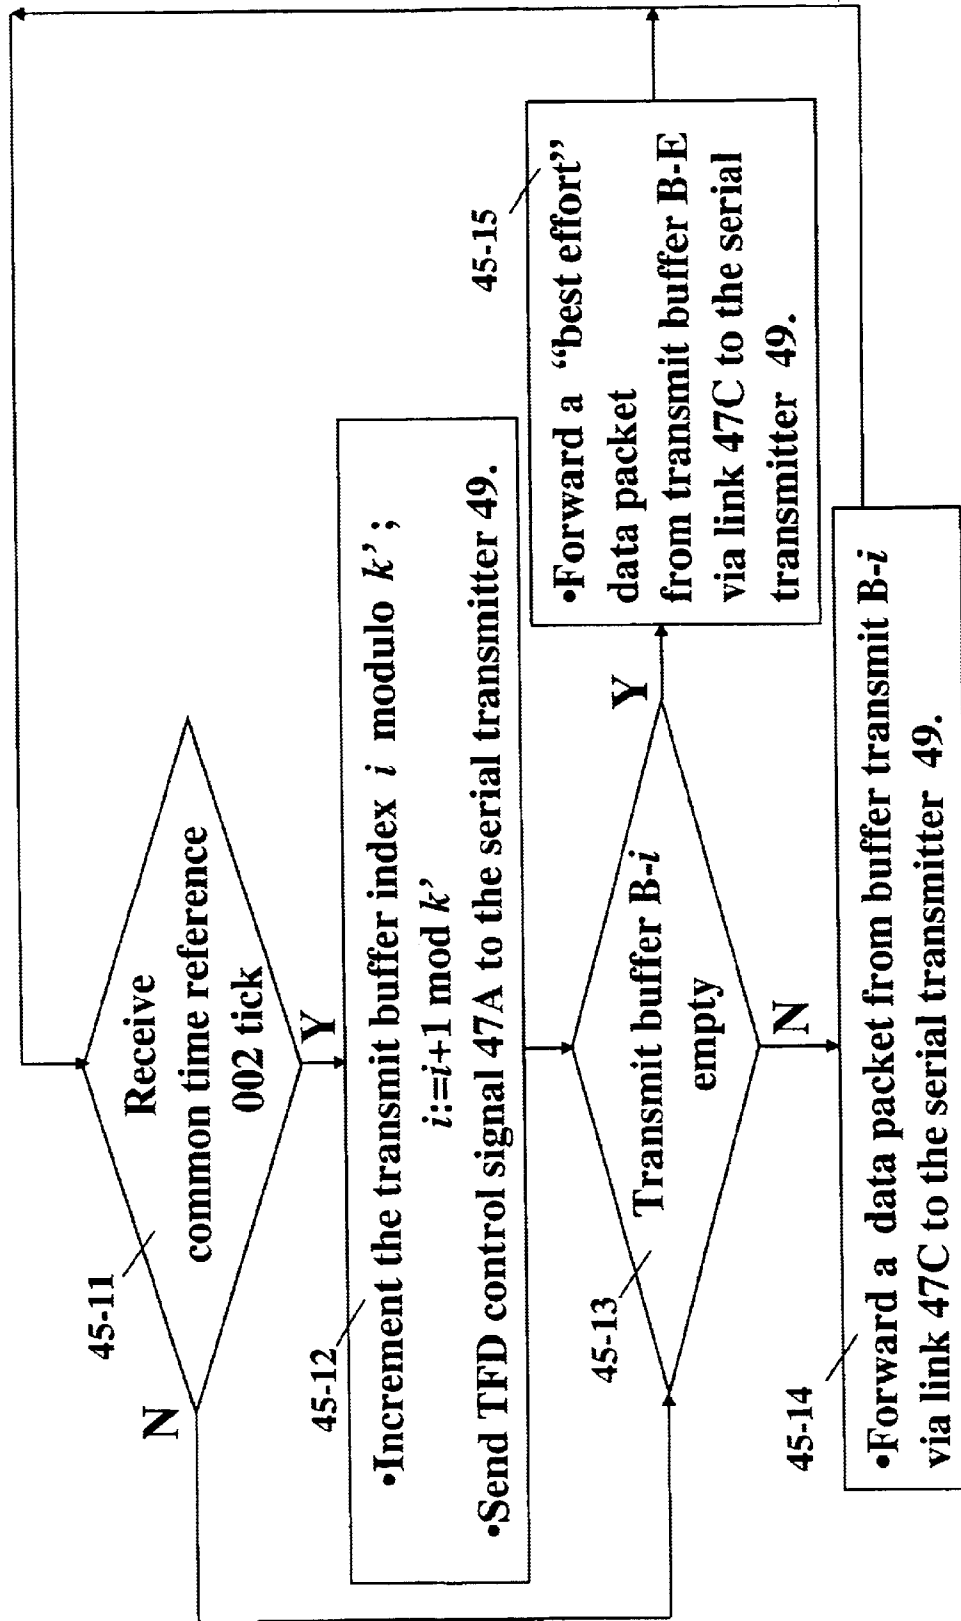 45-11
Receive
common time reference
002 tick
N
Y
45-12
•Increment the transmit buffer index i modulo k’;
i:=i+1 mod k’
•Send TFD control signal 47A to the serial transmitter 49.
45-13
Transmit buffer B-i
empty
Y
N
45-15
•Forward a “best effort”
data packet
from transmit buffer B-E
via link 47C to the serial
transmitter 49.
45-14
•Forward a data packet from buffer transmit B-i
via link 47C to the serial transmitter 49.